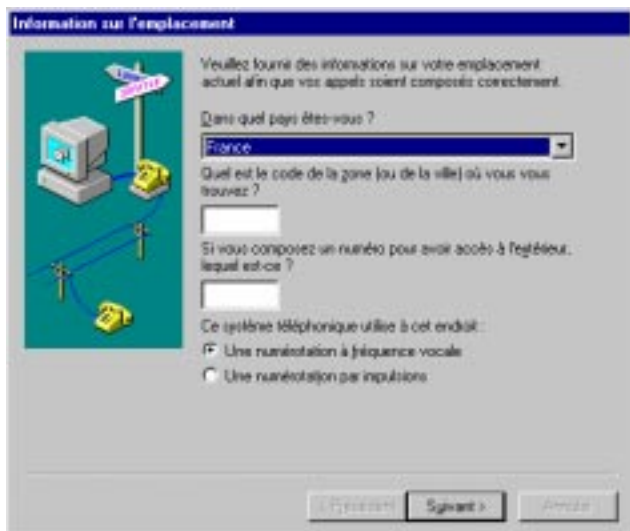 Information sur l'emplacement
Veuillez fournir des informations sur votre emplacement
actuel afin que vos appels soient composés correctement.
Dans quel pays êtes-vous ?
France
Quel est le code de la zone (ou de la ville) où vous vous
trouvez ?
Si vous composez un numéro pour avoir accès à l'extérieur,
lequel est-ce ?
Ce système téléphonique utilise à cet endroit :
Une numérotation à fréquence vocale
Une numérotation par impulsions
< Précédent
Suivant >
Annuler